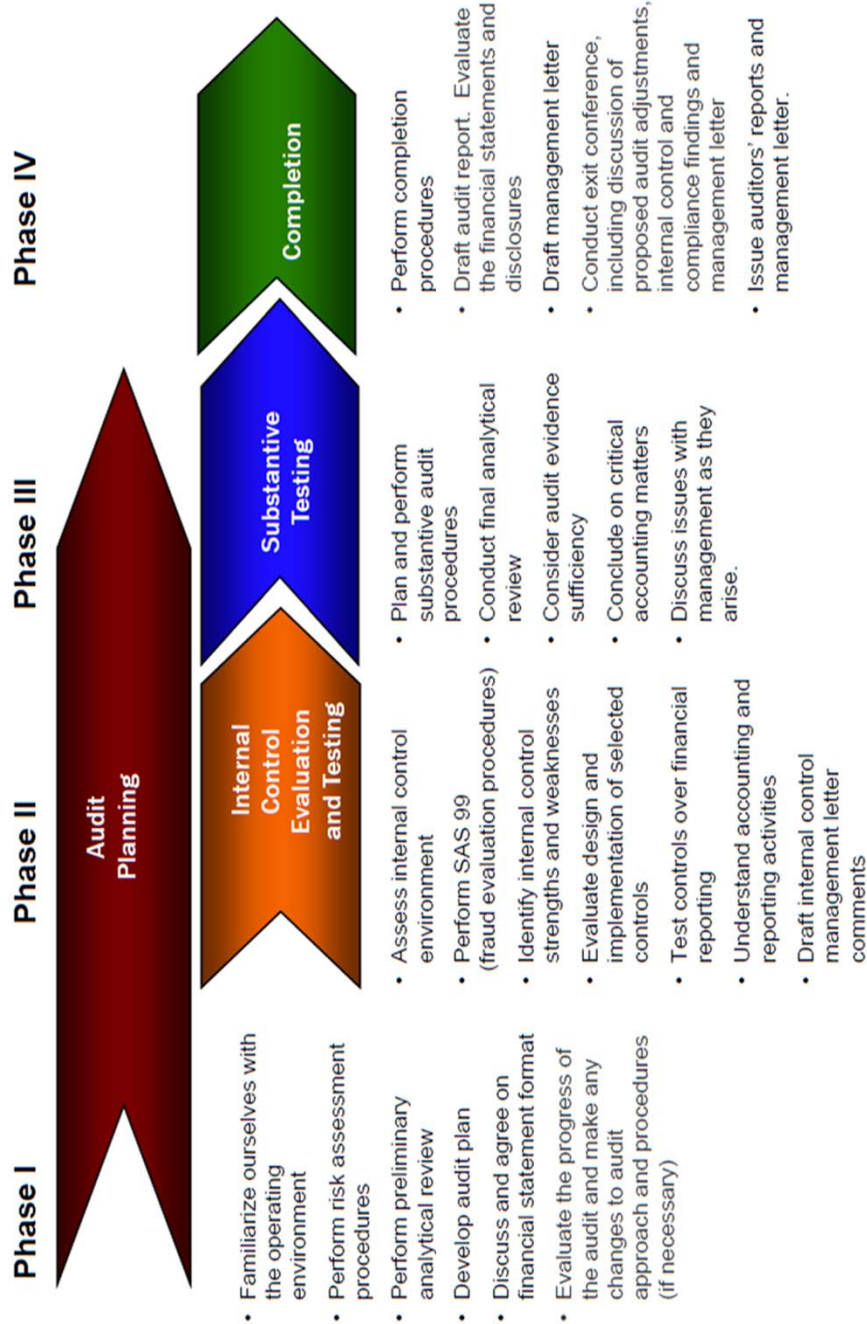 Phase I
Phase II
Phase III
Phase IV
Audit
Planning
Internal
Control
Evaluation
and Testing
Substantive
Testing
Completion
• Familiarize ourselves with
the operating
environment
• Perform risk assessment
procedures
• Perform preliminary
analytical review
• Develop audit plan
• Discuss and agree on
financial statement format
• Evaluate the progress of
the audit and make any
changes to audit
approach and procedures
(if necessary)
• Assess internal control
environment
• Perform SAS 99
(fraud evaluation procedures)
• Identify internal control
strengths and weaknesses
• Evaluate design and
implementation of selected
controls
• Test controls over financial
reporting
• Understand accounting and
reporting activities
• Draft internal control
management letter
comments
• Plan and perform
substantive audit
procedures
• Conduct final analytical
review
• Consider audit evidence
sufficiency
• Conclude on critical
accounting matters
• Discuss issues with
management as they
arise.
• Perform completion
procedures
• Draft audit report. Evaluate
the financial statements and
disclosures
• Draft management letter
• Conduct exit conference,
including discussion of
proposed audit adjustments,
internal control and
compliance findings and
management letter
• Issue auditors' reports and
management letter.